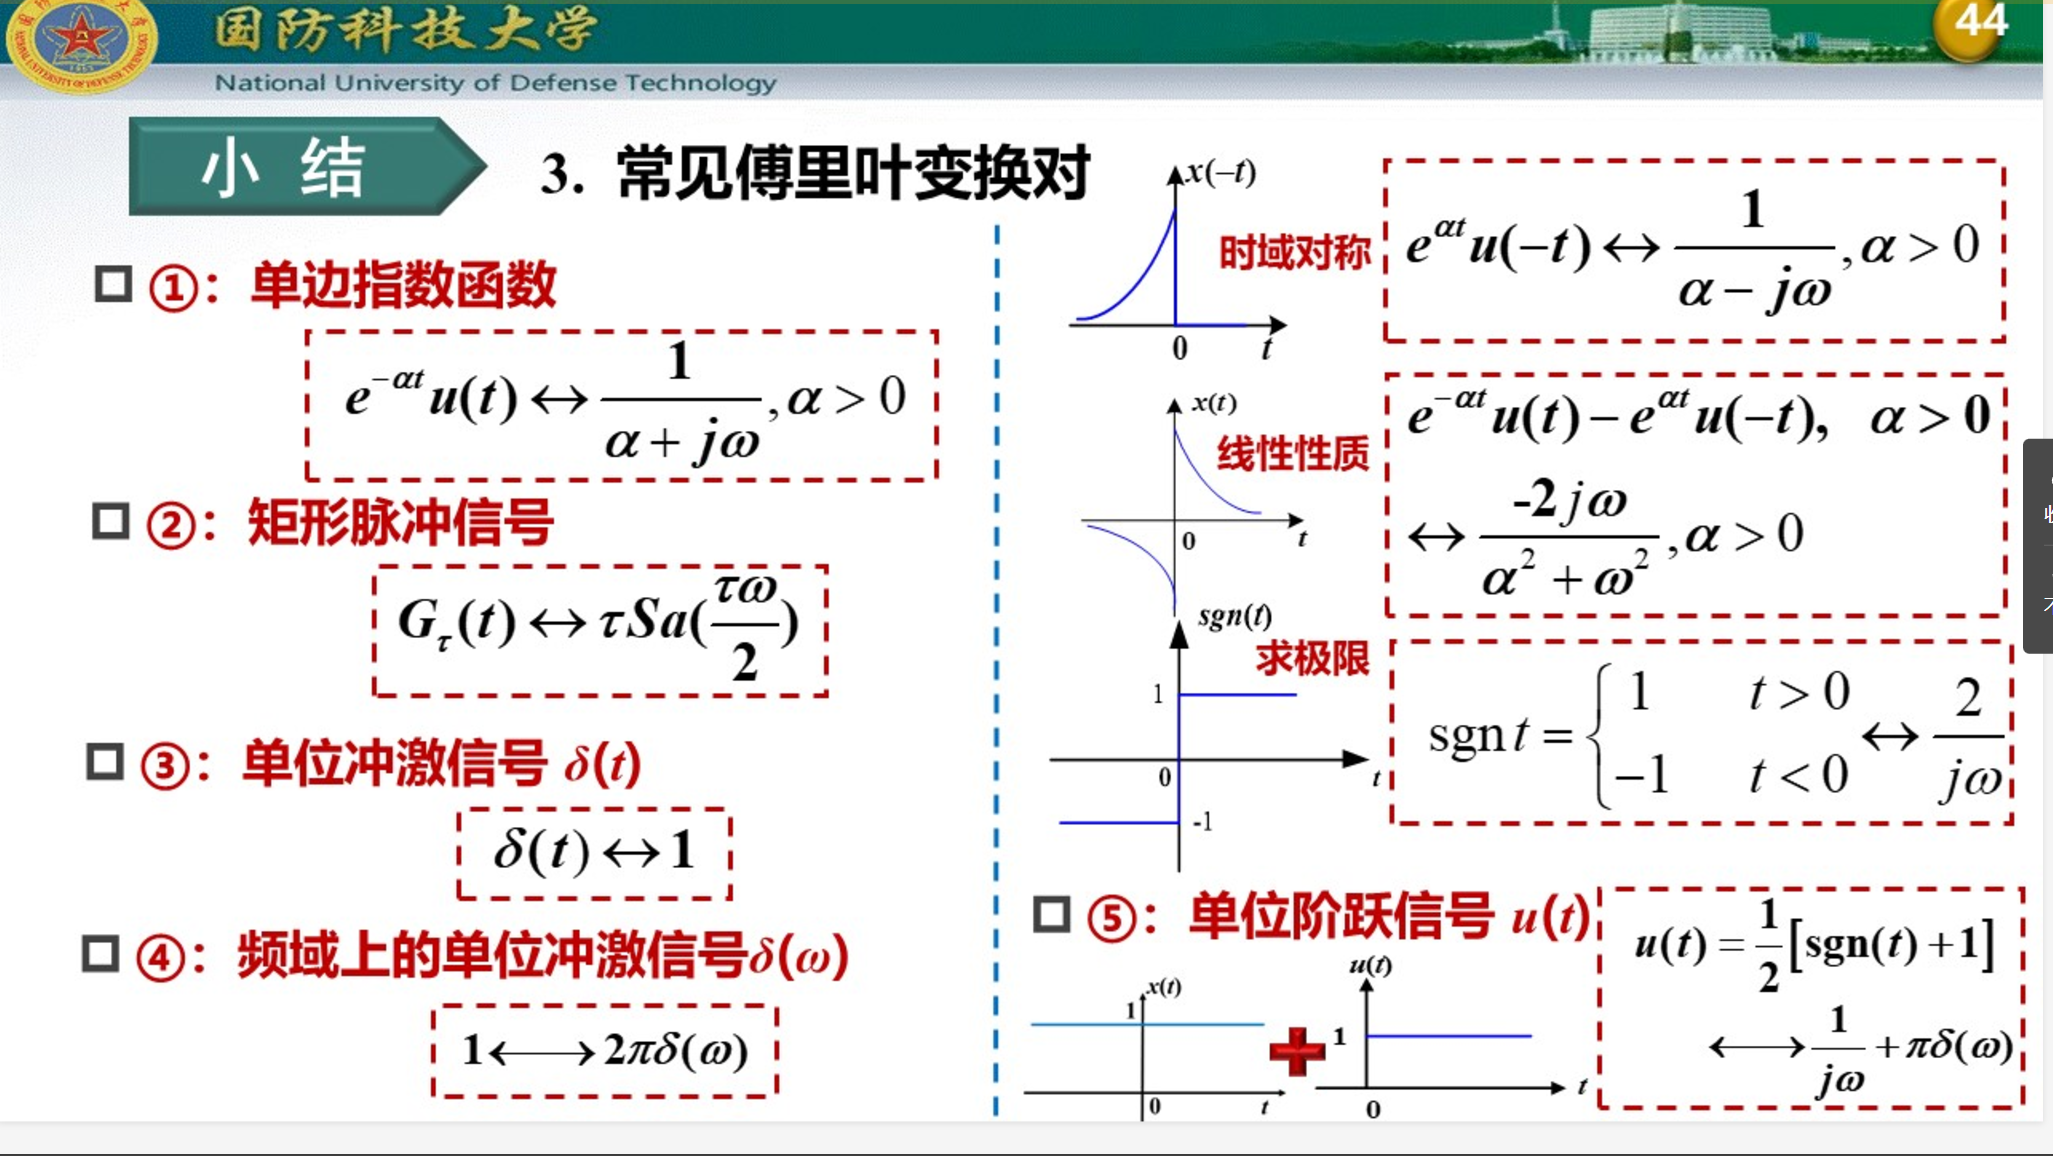 国防科技大学
National University of Defense Technology
44
小 结
3. 常见傅里叶变换对
①：单边指数函数
e^{-αt}u(t)↔1/(α+jω), α>0
②：矩形脉冲信号
G_τ(t)↔τSa(τω/2)
③：单位冲激信号 δ(t)
δ(t)↔1
④：频域上的单位冲激信号δ(ω)
1⟷2πδ(ω)
x(–t)
时域对称
0 t
e^{αt}u(−t)↔1/(α−jω), α>0
x(t)
线性性质
0 t
e^{-αt}u(t)−e^{αt}u(−t), α>0
↔-2jω/(α²+ω²), α>0
sgn(t)
求极限
1
0 t
-1
sgn t = { 1 t>0
−1 t<0 ↔ 2/jω
⑤：单位阶跃信号 u(t)
x(t)
1
0 t
u(t)
1
0 t
u(t)=1/2[sgn(t)+1]
⟷1/jω+πδ(ω)